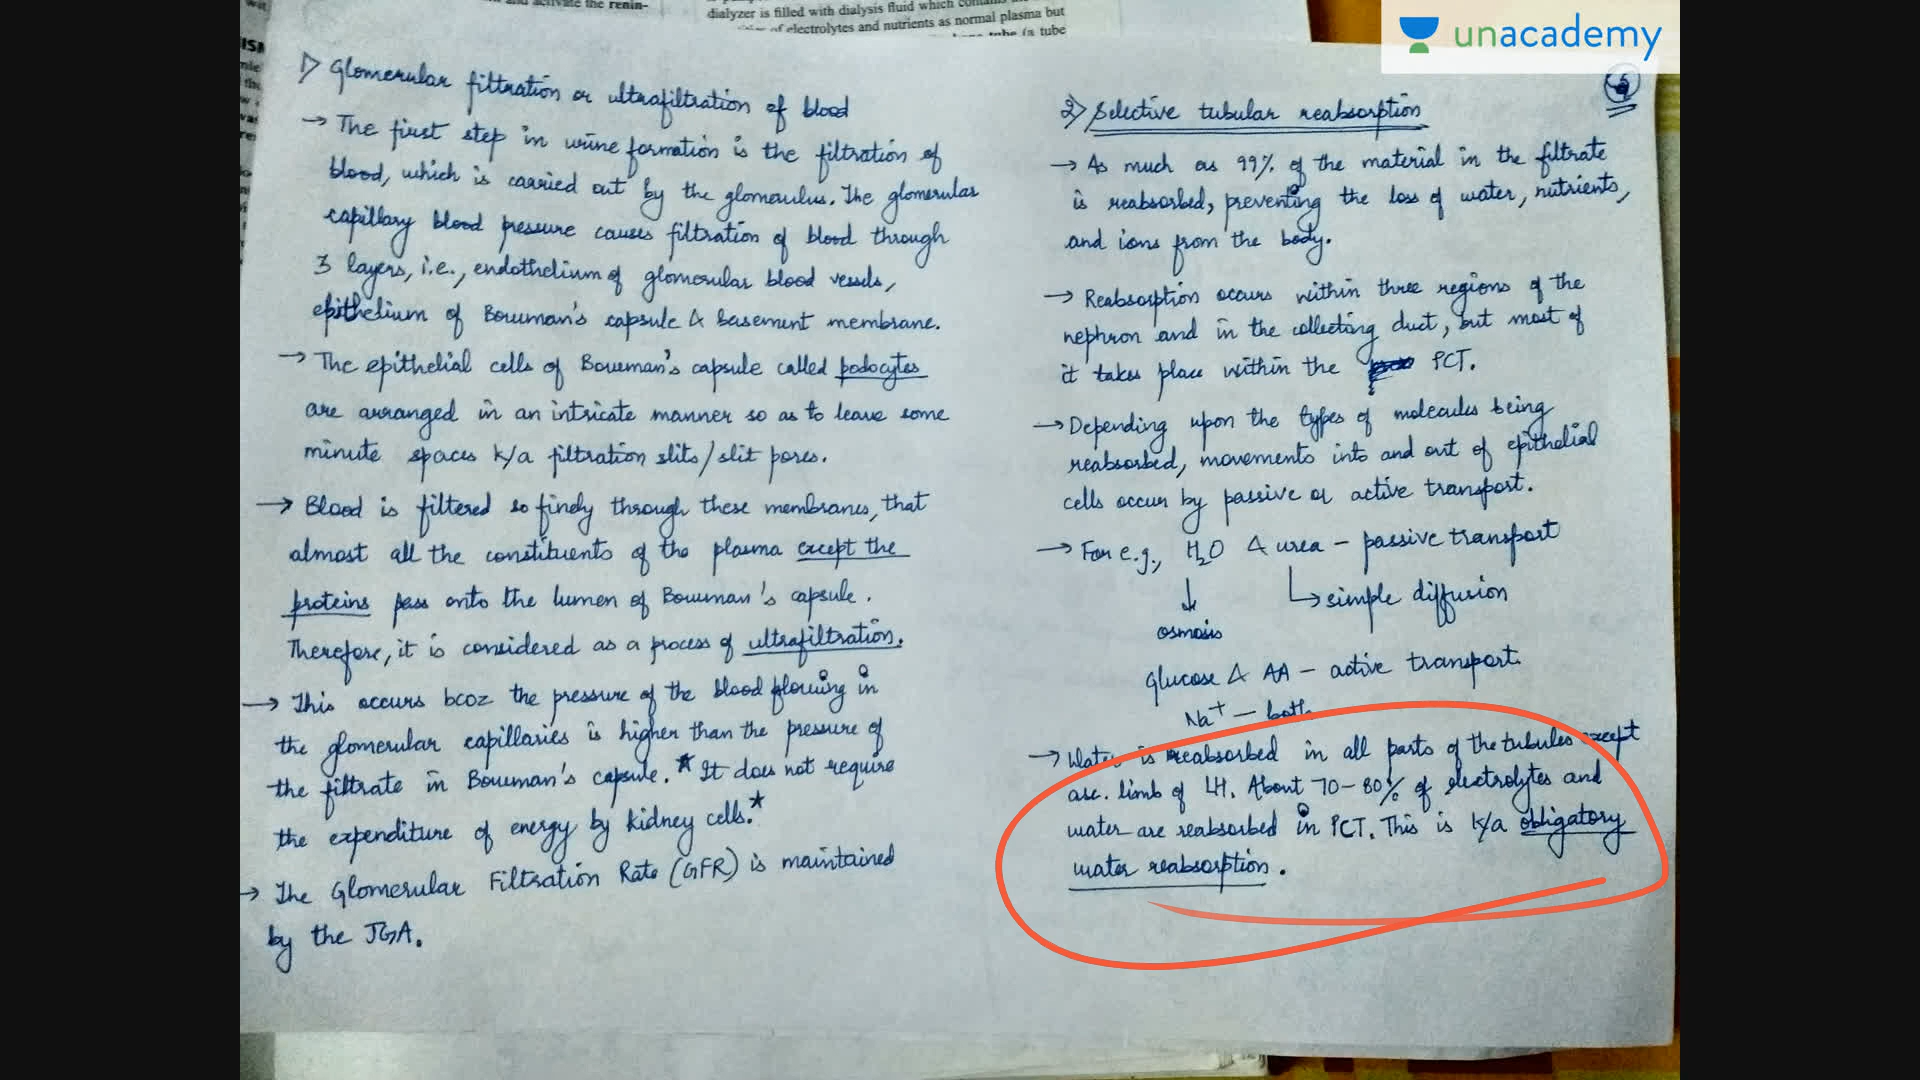 and activate the renin-
dialyzer is filled with dialysis fluid which
of electrolytes and nutrients as normal plasma but
tube (a tube
unacademy
1) Glomerular filtration or ultrafiltration of blood
→ The first step in urine formation is the filtration of
blood, which is carried out by the glomerulus. The glomerular
capillary blood pressure causes filtration of blood through
3 layers, i.e., endothelium of glomerular blood vessels,
epithelium of Bowman's capsule & basement membrane.
→ The epithelial cells of Bowman's capsule called podocytes
are arranged in an intricate manner so as to leave some
minute spaces k/a filtration slits/slit pores.
→ Blood is filtered so finely through these membranes, that
almost all the constituents of the plasma except the
proteins pass onto the lumen of Bowman's capsule.
Therefore, it is considered as a process of ultrafiltration.
→ This occurs bcoz the pressure of the blood flowing in
the glomerular capillaries is higher than the pressure of
the filtrate in Bowman's capsule. * It does not require
the expenditure of energy by kidney cells.*
→ The Glomerular Filtration Rate (GFR) is maintained
by the JGA.
2) Selective tubular reabsorption
→ As much as 99% of the material in the filtrate
is reabsorbed, preventing the loss of water, nutrients,
and ions from the body.
→ Reabsorption occurs within three regions of the
nephron and in the collecting duct, but most of
it takes place within the PCT.
→ Depending upon the types of molecules being
reabsorbed, movements into and out of epithelial
cells occur by passive or active transport.
→ For e.g., H₂O & urea - passive transport
↓ ↳ simple diffusion
osmosis
Glucose & AA - active transport.
Na⁺ - both
→ Water is reabsorbed in all parts of the tubules except
asc. limb of LH. About 70-80% of electrolytes and
water are reabsorbed in PCT. This is k/a obligatory
water reabsorption.